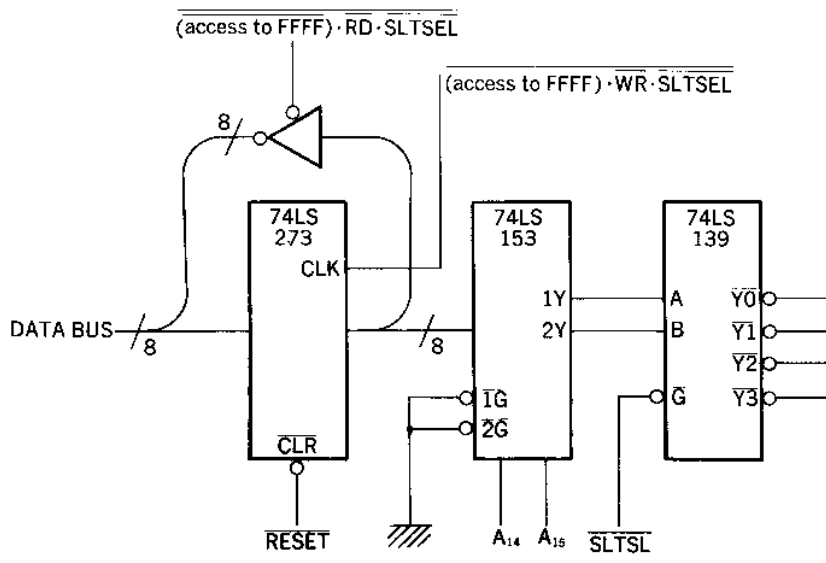 (access to FFFF)·RD·SLTSEL
(access to FFFF)·WR·SLTSEL
8
74LS
273
CLK
CLR
74LS
153
1Y
2Y
1G
2G
74LS
139
A
B
G
Y0
Y1
Y2
Y3
DATA BUS
8
8
RESET
A14
A15
SLTSL